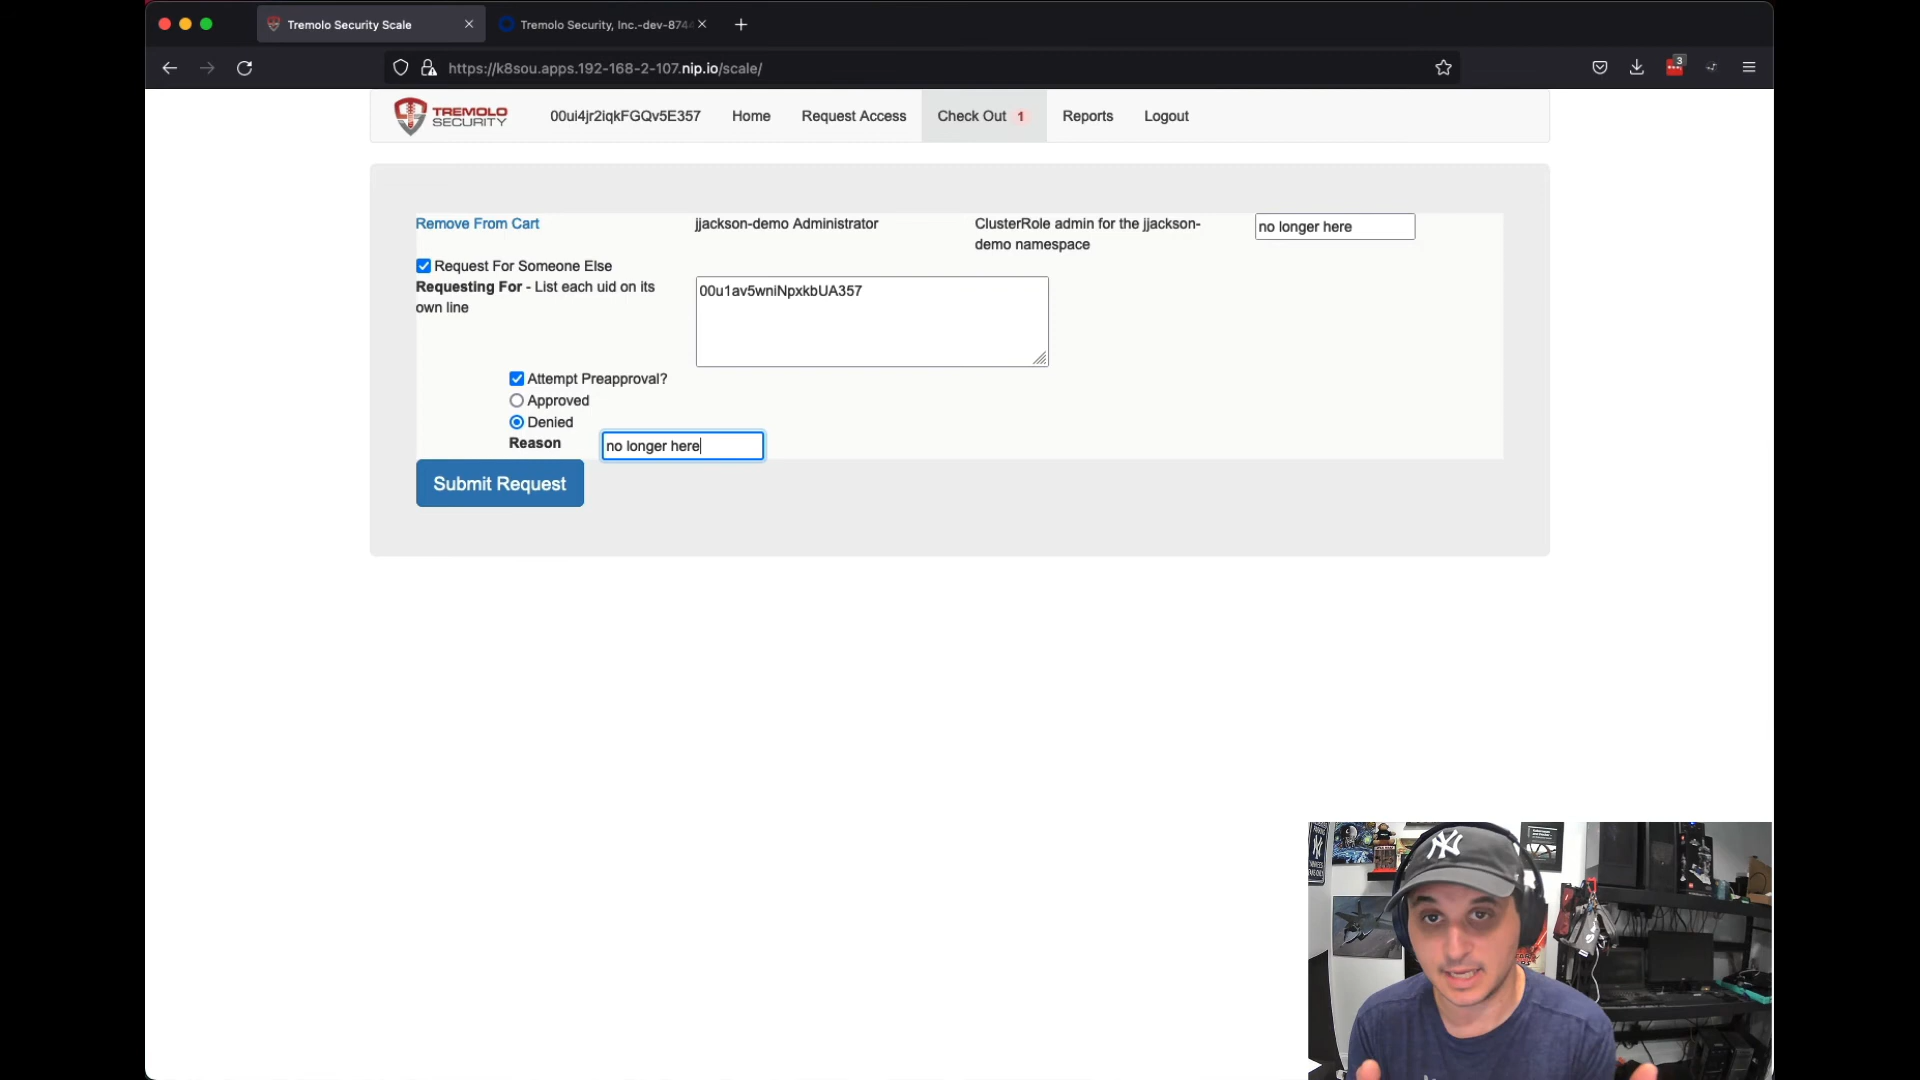 Tremolo Security Scale
Tremolo Security, Inc.-dev-8744
https://k8sou.apps.192-168-2-107.nip.io/scale/
3
TREMOLO
SECURITY
00ui4jr2iqkFGQv5E357
Home
Request Access
Check Out 1
Reports
Logout
Remove From Cart
jjackson-demo Administrator
ClusterRole admin for the jjackson-
demo namespace
no longer here
Request For Someone Else
Requesting For - List each uid on its
own line
00u1av5wniNpxkbUA357
Attempt Preapproval?
Approved
Denied
Reason
no longer here
Submit Request
NY